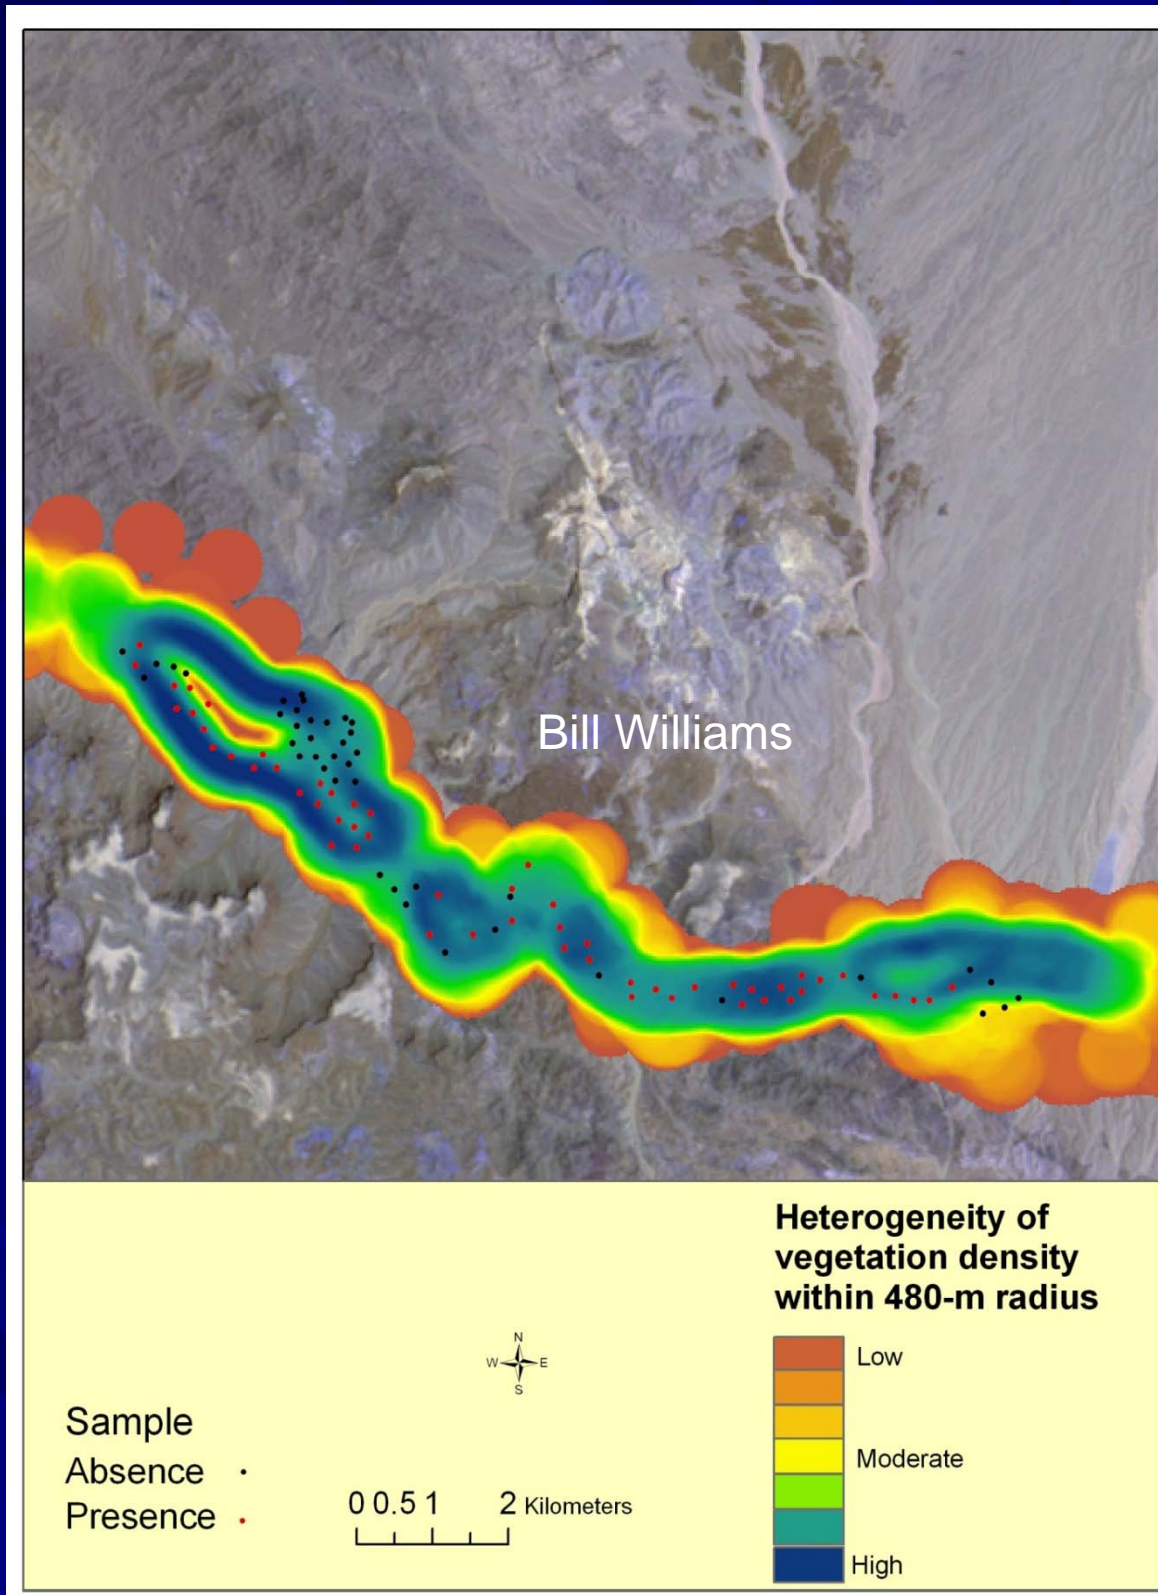 Bill Williams
Heterogeneity of
vegetation density
within 480-m radius
Low
Moderate
High
N
W E
S
Sample
Absence
Presence
0 0.5 1 2 Kilometers